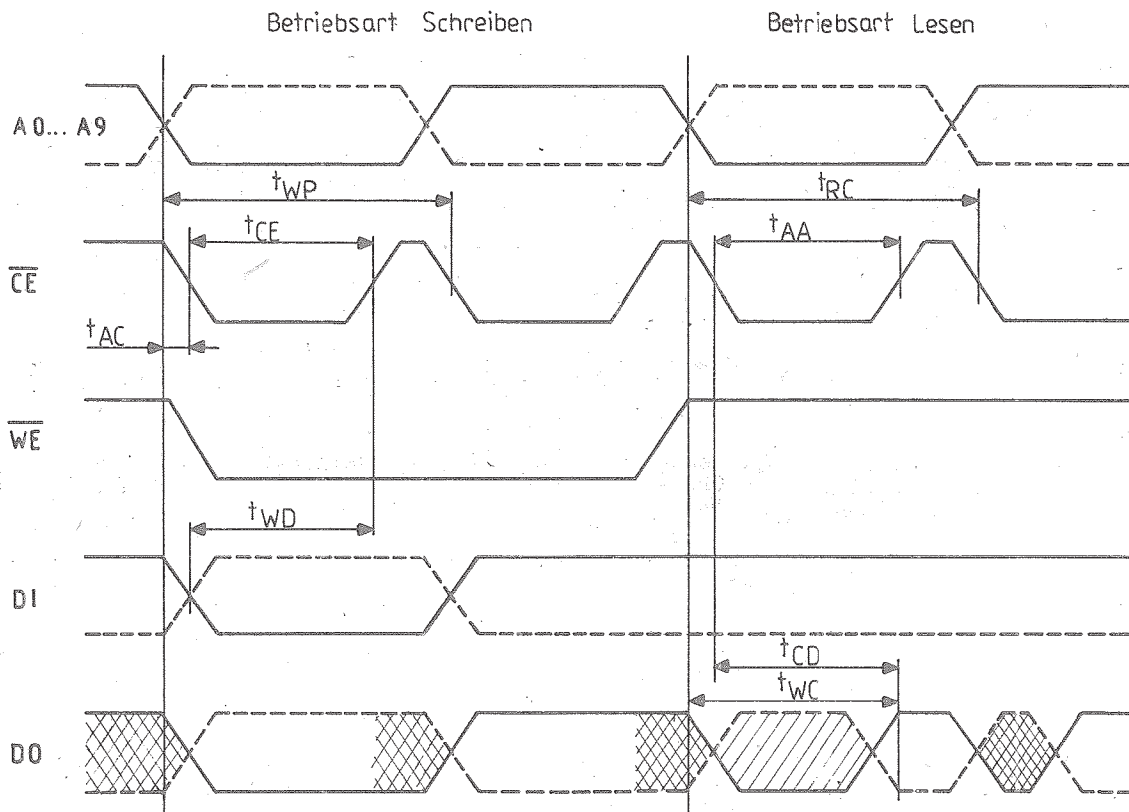 Betriebsart Schreiben
Betriebsart Lesen
A0... A9
tWP
tRC
tCE
tAA
CE
tAC
WE
tWD
DI
tCD
tWC
DO